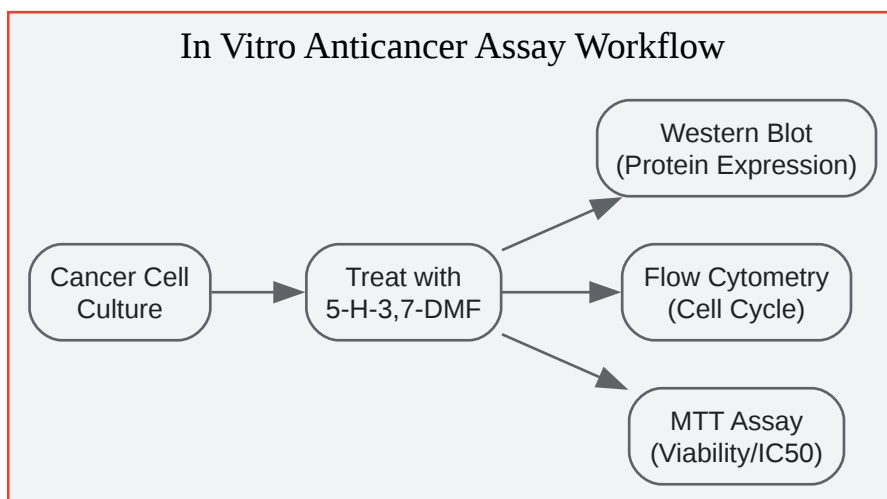 In Vitro Anticancer Assay Workflow
Western Blot
(Protein Expression)
Cancer Cell
Culture
Treat with
5-H-3,7-DMF
Flow Cytometry
(Cell Cycle)
MTT Assay
(Viability/IC50)